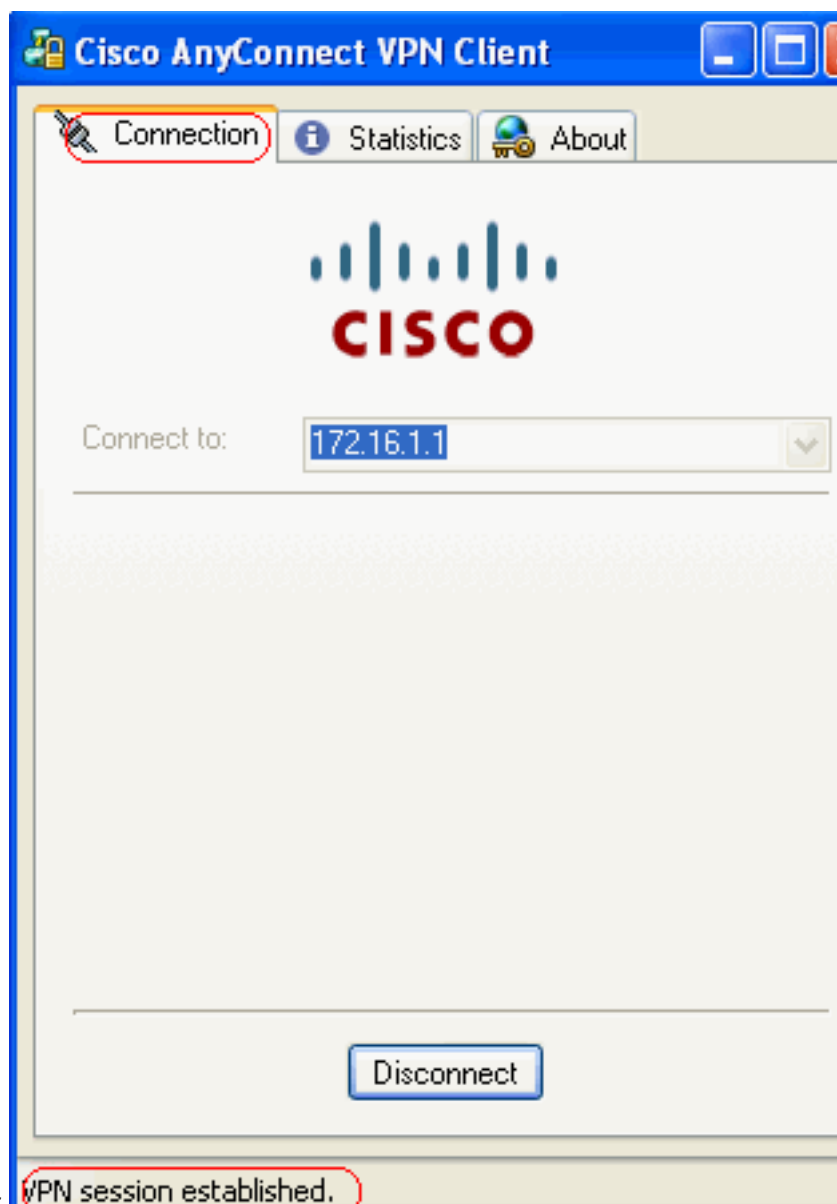 Cisco AnyConnect VPN Client
Connection Statistics About
CISCO
Connect to: 172.16.1.1
Disconnect
VPN session established.